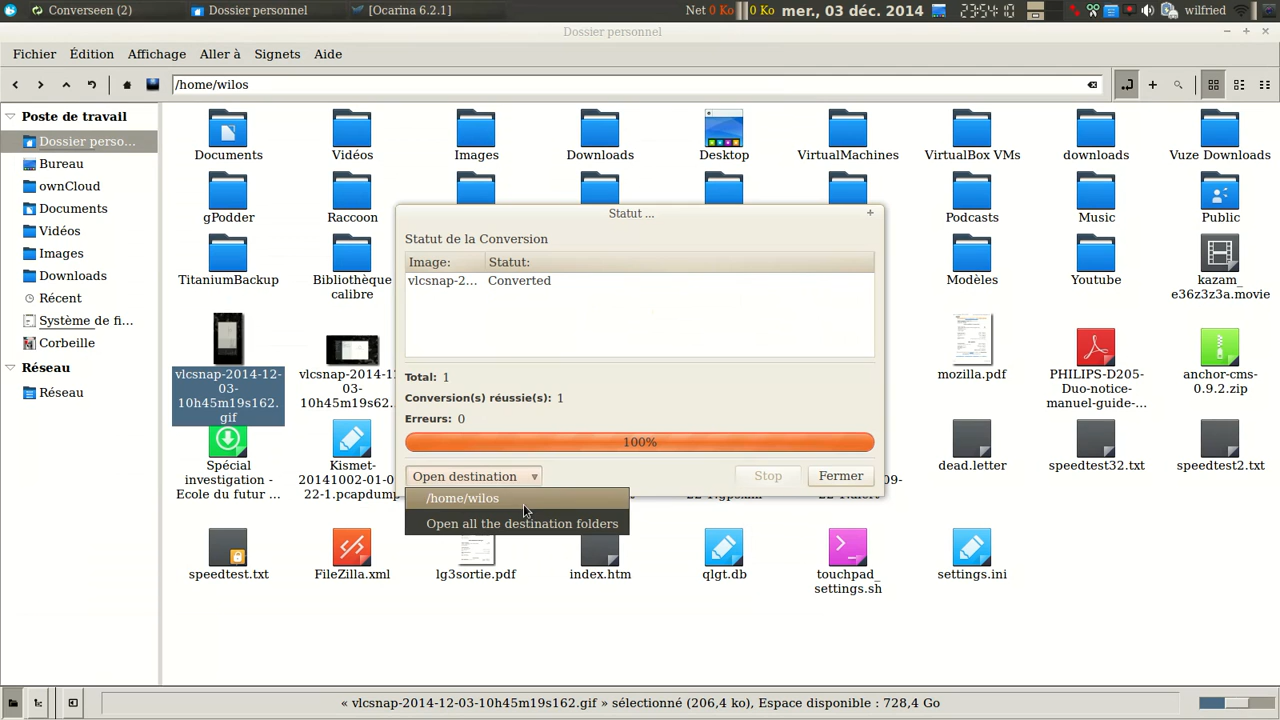 Converseen (2)
Dossier personnel
[Ocarina (6.2.1)
Net 0 Ko 0 Ko mer., 03 déc. 2014 23:54:10 wilfried
Dossier personnel
Fichier Édition Affichage Aller à Signets Aide
/home/wilos
Poste de travail
Dossier perso...
Bureau
ownCloud
Documents
Vidéos
Images
Downloads
Récent
Système de fi...
Corbeille
Réseau
Réseau
Documents Vidéos Images Downloads Desktop VirtualMachines VirtualBox VMs downloads Vuze Downloads
gPodder Raccoon Podcasts Music Public
TitaniumBackup
Bibliothèque
calibre
Modèles
Youtube
kazam_
e36z3z3a.movie
vlcsnap-2014-12-
03-
10h45m19s162.
gif
vlcsnap-2014-1
03-
10h45m19s62.
mozilla.pdf
PHILIPS-D205-
Duo-notice-
manuel-guide-...
anchor-cms-
0.9.2.zip
Spécial
investigation -
Ecole du futur ...
Kismet-
20141002-01-0
22-1.pcapdump
09-
dead.letter
speedtest32.txt
speedtest2.txt
speedtest.txt
FileZilla.xml
lg3sortie.pdf
index.htm
qlgt.db
touchpad_
settings.sh
settings.ini
Statut ...
Statut de la Conversion
Image: Statut:
vlcsnap-2... Converted
Total: 1
Conversion(s) réussie(s): 1
Erreurs: 0
100%
Open destination
Stop
Fermer
/home/wilos
Open all the destination folders
« vlcsnap-2014-12-03-10h45m19s162.gif » sélectionné (206,4 ko), Espace disponible : 728,4 Go